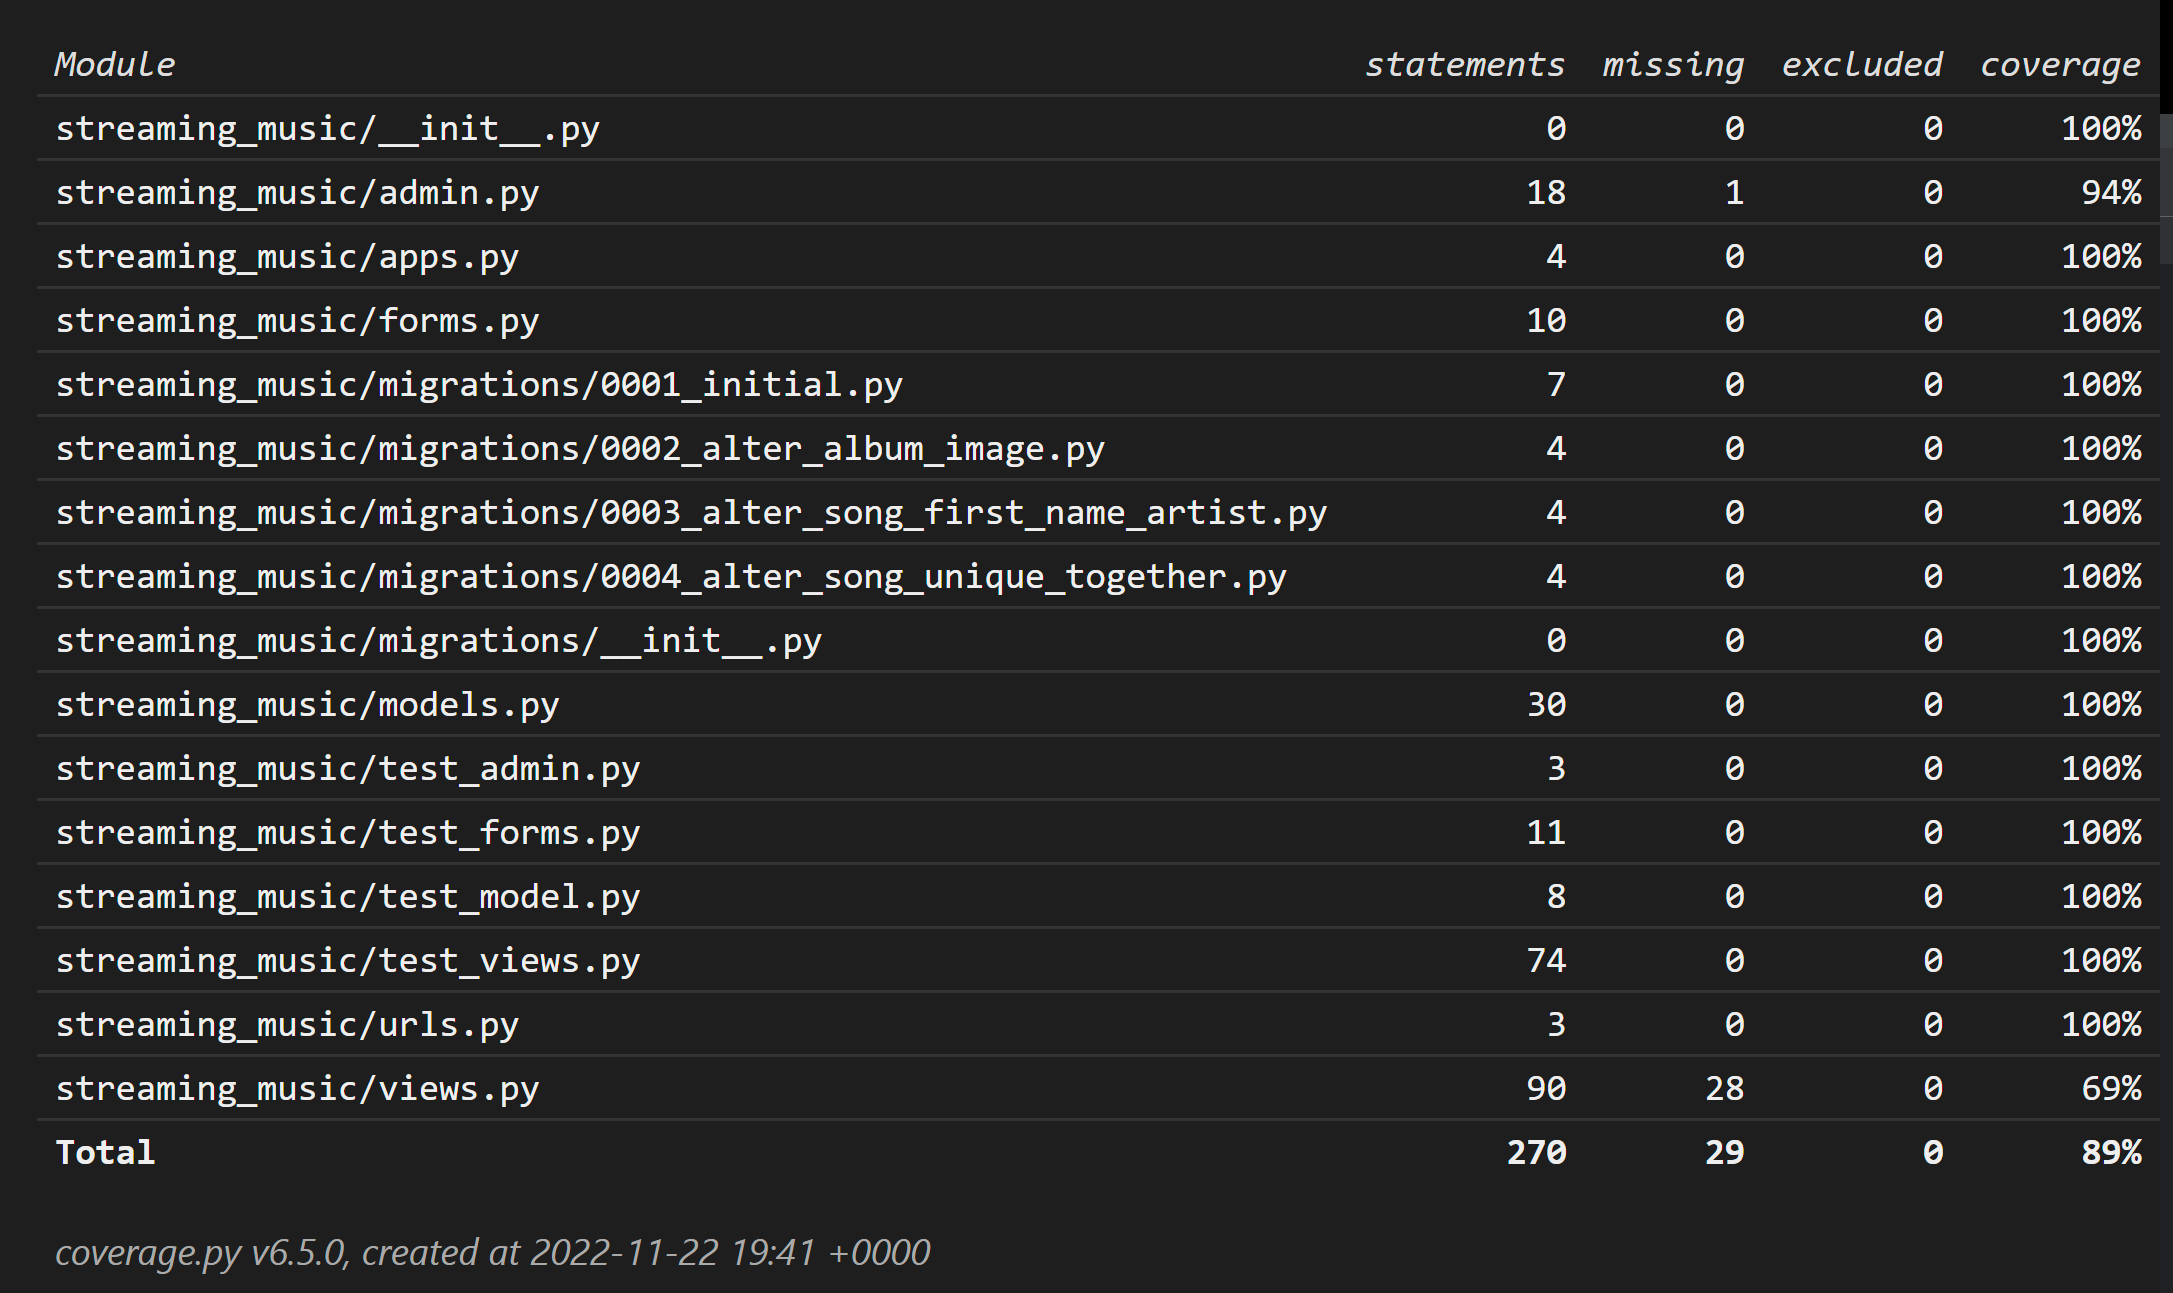 Module statements missing excluded coverage
streaming_music/__init__.py 0 0 0 100%
streaming_music/admin.py 18 1 0 94%
streaming_music/apps.py 4 0 0 100%
streaming_music/forms.py 10 0 0 100%
streaming_music/migrations/0001_initial.py 7 0 0 100%
streaming_music/migrations/0002_alter_album_image.py 4 0 0 100%
streaming_music/migrations/0003_alter_song_first_name_artist.py 4 0 0 100%
streaming_music/migrations/0004_alter_song_unique_together.py 4 0 0 100%
streaming_music/migrations/__init__.py 0 0 0 100%
streaming_music/models.py 30 0 0 100%
streaming_music/test_admin.py 3 0 0 100%
streaming_music/test_forms.py 11 0 0 100%
streaming_music/test_model.py 8 0 0 100%
streaming_music/test_views.py 74 0 0 100%
streaming_music/urls.py 3 0 0 100%
streaming_music/views.py 90 28 0 69%
Total 270 29 0 89%
coverage.py v6.5.0, created at 2022-11-22 19:41 +0000